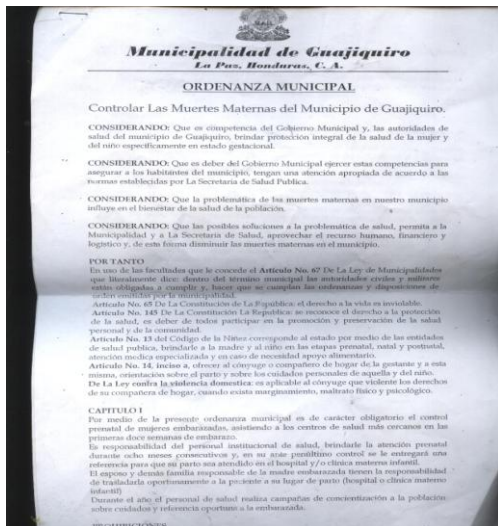 Municipalidad de Guajiquiro
La Paz, Honduras, C. A.
ORDENANZA MUNICIPAL
Controlar Las Muertes Maternas del Municipio de Guajiquiro.
CONSIDERANDO: Que es competencia del Gobierno Municipal y, las autoridades de
salud del municipio de Guajiquiro, brindar protección integral de la salud de la mujer y
del niño específicamente en estado gestacional.
CONSIDERANDO: Que es deber del Gobierno Municipal ejercer estas competencias para
asegurar a los habitantes del municipio, tengan una atención apropiada de acuerdo a las
normas establecidas por La Secretaria de Salud Publica.
CONSIDERANDO: Que la problemática de las muertes maternas en nuestro municipio
influye en el bienestar de la salud de la población.
CONSIDERANDO: Que las posibles soluciones a la problemática de salud, permita a la
Municipalidad y a La Secretaria de Salud, aprovechar el recurso humano, financiero y
logístico y, de esta forma disminuir las muertes maternas en el municipio.
POR TANTO
En uso de las facultades que le concede el Articulo No. 67 De La Ley de Municipalidades
que literalmente dice: dentro del término municipal las autoridades civiles y militares
están obligadas a cumplir y, hacer que se cumplan las ordenanzas y disposiciones de
orden emitidas por la municipalidad.
Articulo No. 65 De La Constitución de La República: el derecho a la vida es inviolable.
Articulo No. 145 De La Constitución La Republica: se reconoce el derecho a la protección
de la salud, es deber de todos participar en la promoción y preservación de la salud
personal y de la comunidad.
Articulo No. 13 del Código de la Niñez corresponde al estado por medio de las entidades
de salud publica, brindarle a la madre y al niño en las etapas prenatal, natal y postnatal,
atención medica especializada y en caso de necesidad apoyo alimentario.
Articulo No. 14, inciso a, ofrecer al cónyuge o compañero de hogar de la gestante y a esta
misma, orientación sobre el parto y sobre los cuidados personales de aquella y del niño.
De La Ley contra la violencia domestica: es aplicable al cónyuge que violente los derechos
de su compañera de hogar, cuando exista marginamiento, maltrato físico y psicológico.
CAPITULO I
Por medio de la presente ordenanza municipal es de carácter obligatorio el control
prenatal de mujeres embarazadas, asistiendo a los centros de salud más cercanos en las
primeras doce semanas de embarazo.
Es responsabilidad del personal institucional de salud, brindarle la atención prenatal
durante ocho meses consecutivos y, en su azar penúltimo control se le entregará una
referencia para que su parto sea atendido en el hospital y/o clínica materno infantil.
El esposo y demás familia responsable de la madre embarazada tienen la responsabilidad
de trasladarla oportunamente a la paciente a su lugar de parto (hospital o clínica materno
infantil)
Durante el año el personal de salud realiza campañas de concientización a la población
sobre cuidados y referencia oportuna a la embarazada.
PROHIBICIONES